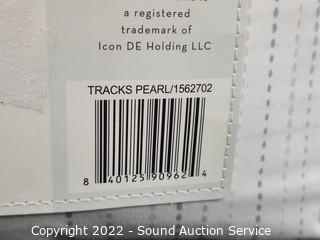 a registered
trademark of
Icon DE Holding LLC
TRACKS PEARL/1562702
8 40125 90962 4
Copyright 2022 - Sound Auction Service